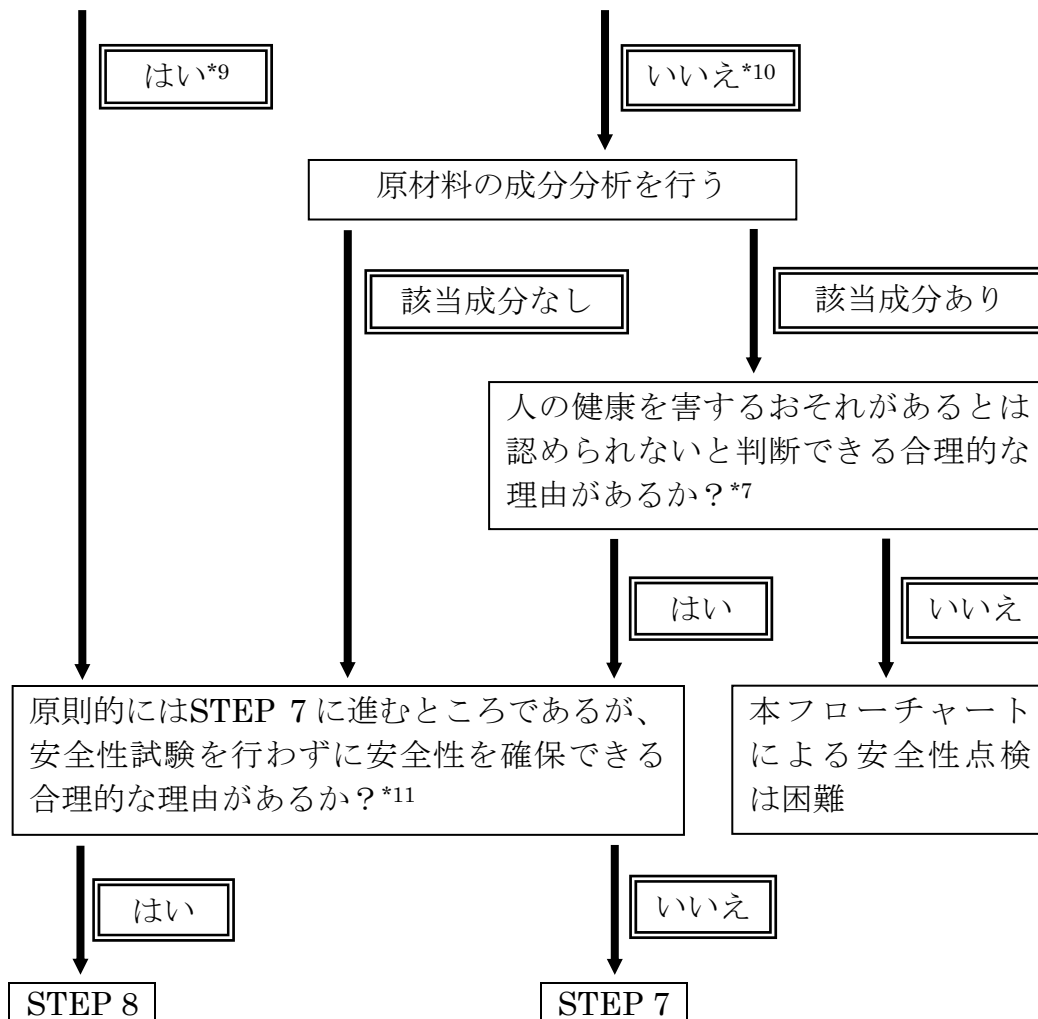 はい*9
いいえ*10
原材料の成分分析を行う
該当成分なし
該当成分あり
人の健康を害するおそれがあるとは
認められないと判断できる合理的な
理由があるか？*7
はい
いいえ
原則的にはSTEP 7 に進むところであるが、
安全性試験を行わずに安全性を確保できる
合理的な理由があるか？*11
本フローチャート
による安全性点検
は困難
はい
いいえ
STEP 8
STEP 7